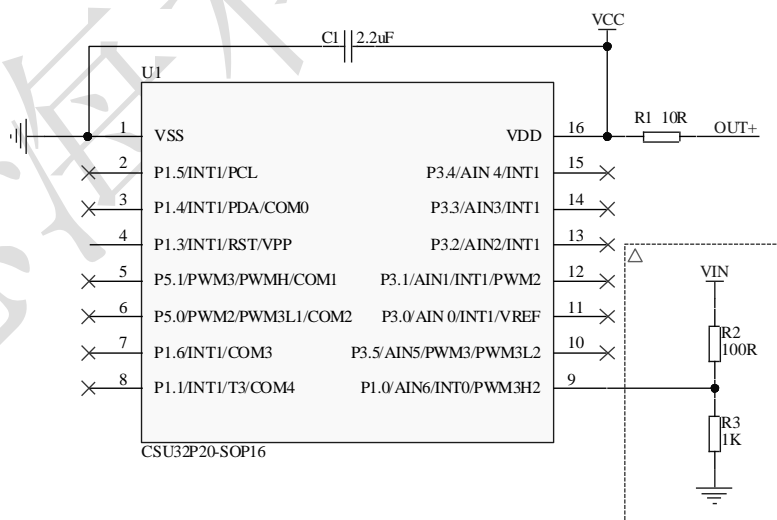 VCC
C1 2.2uF
U1
1 VSS VDD 16
R1 10R OUT+
2 P1.5/INT1/PCL P3.4/AIN 4/INT1 15
3 P1.4/INT1/PDA/COM0 P3.3/AIN3/INT1 14
4 P1.3/INT1/RST/VPP P3.2/AIN2/INT1 13
5 P5.1/PWM3/PWMH/COM1 P3.1/AIN1/INT1/PWM2 12
VIN
6 P5.0/PWM2/PWM3L1/COM2 P3.0/AIN 0/INT1/VREF 11
R2
100R
7 P1.6/INT1/COM3 P3.5/AIN5/PWM3/PWM3L2 10
8 P1.1/INT1/T3/COM4 P1.0/AIN6/INT0/PWM3H2 9
R3
1K
CSU32P20-SOP16